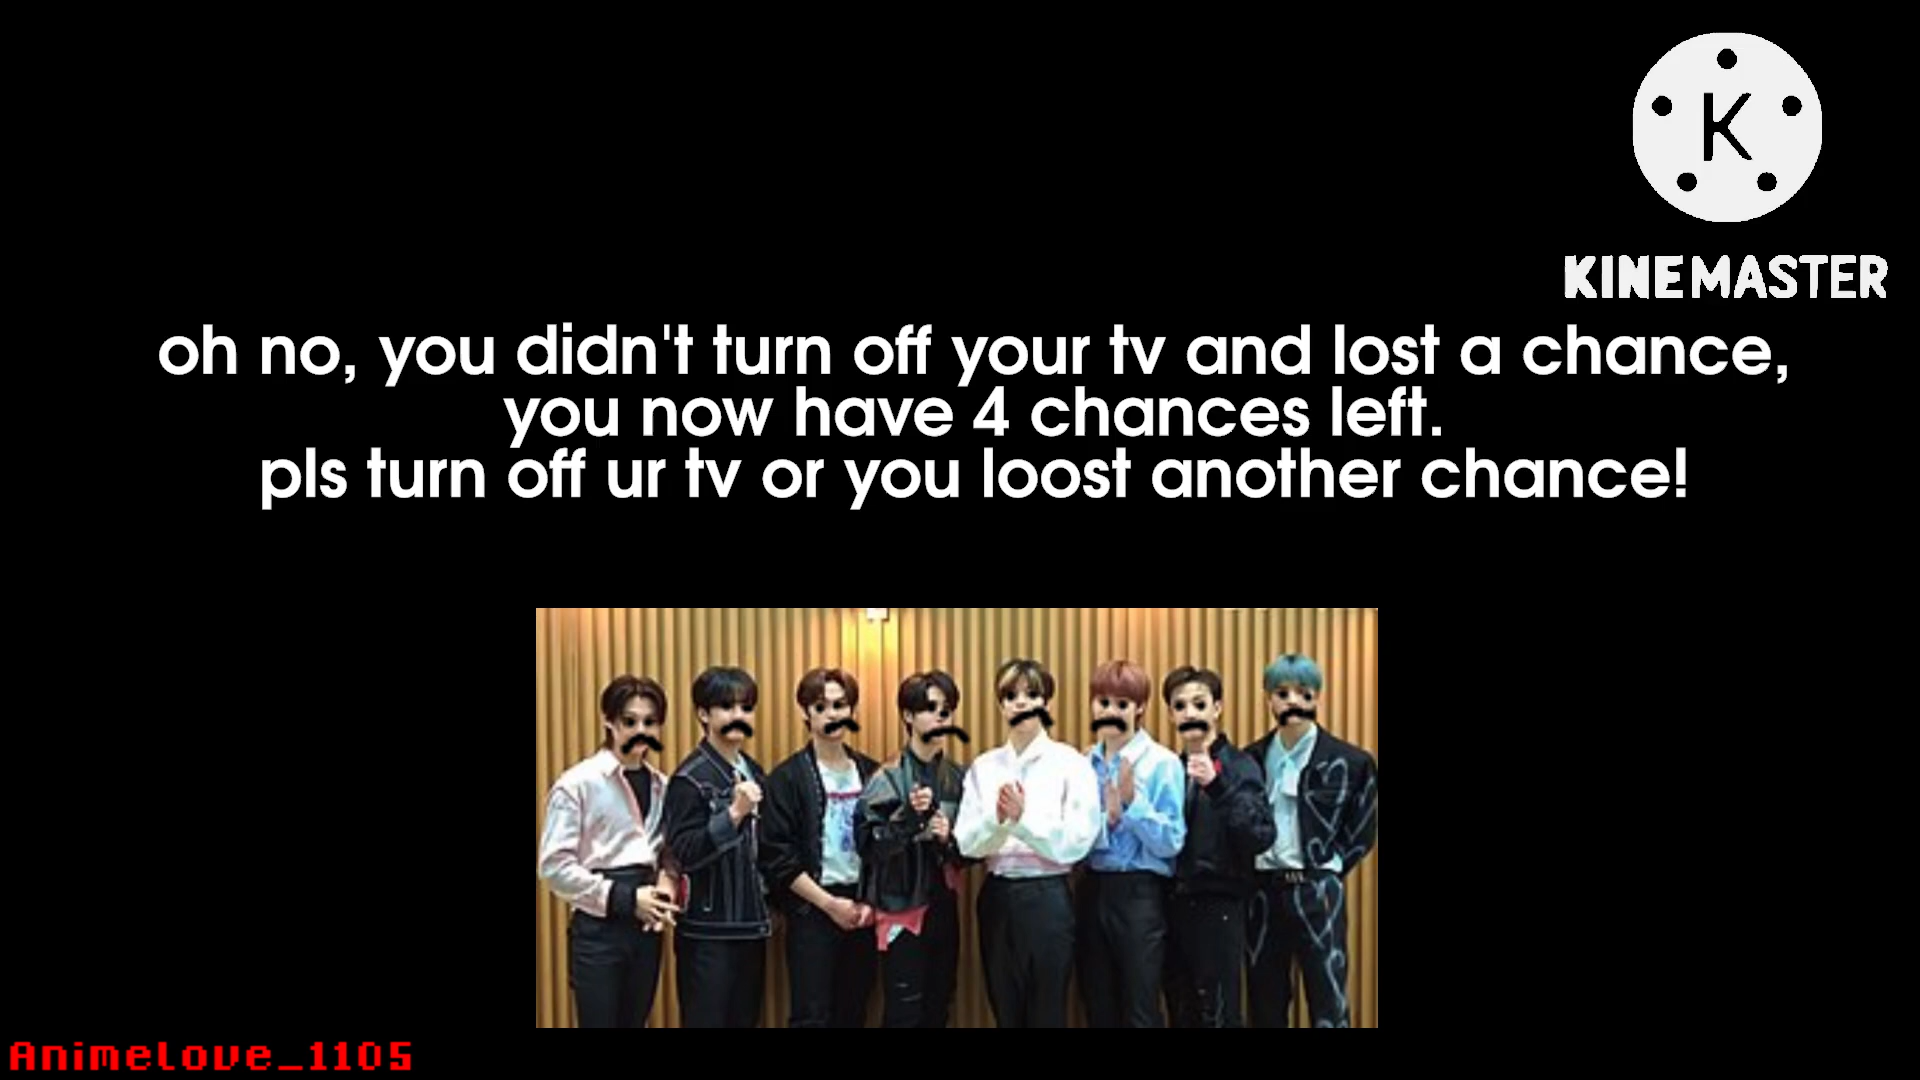 K
KINEMASTER
oh no, you didn't turn off your tv and lost a chance,
you now have 4 chances left.
pls turn off ur tv or you loost another chance!
AnimeLove_1105